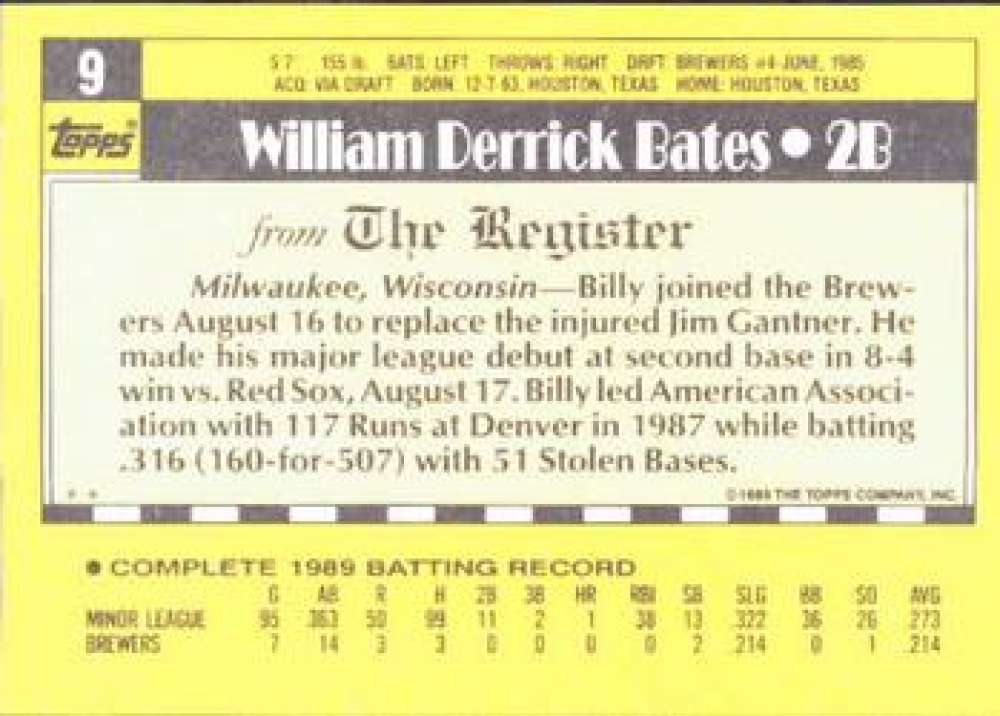 9
5'7" 155 lb. BATS: LEFT THROWS: RIGHT DRFT: BREWERS #4-JUNE, 1985
ACQ: VIA DRAFT BORN: 12-7-63, HOUSTON, TEXAS HOME: HOUSTON, TEXAS
topps®
William Derrick Bates • 2B
from The Register
Milwaukee, Wisconsin—Billy joined the Brew-
ers August 16 to replace the injured Jim Gantner. He
made his major league debut at second base in 8-4
win vs. Red Sox, August 17. Billy led American Associ-
ation with 117 Runs at Denver in 1987 while batting
.316 (160-for-507) with 51 Stolen Bases.
* * © 1989 THE TOPPS COMPANY, INC.
• COMPLETE 1989 BATTING RECORD
G AB R H 2B 3B HR RBI SB SLG BB SO AVG
MINOR LEAGUE 95 363 50 99 11 2 1 38 13 .322 36 26 .273
BREWERS 7 14 3 3 0 0 0 0 2 .214 0 1 .214